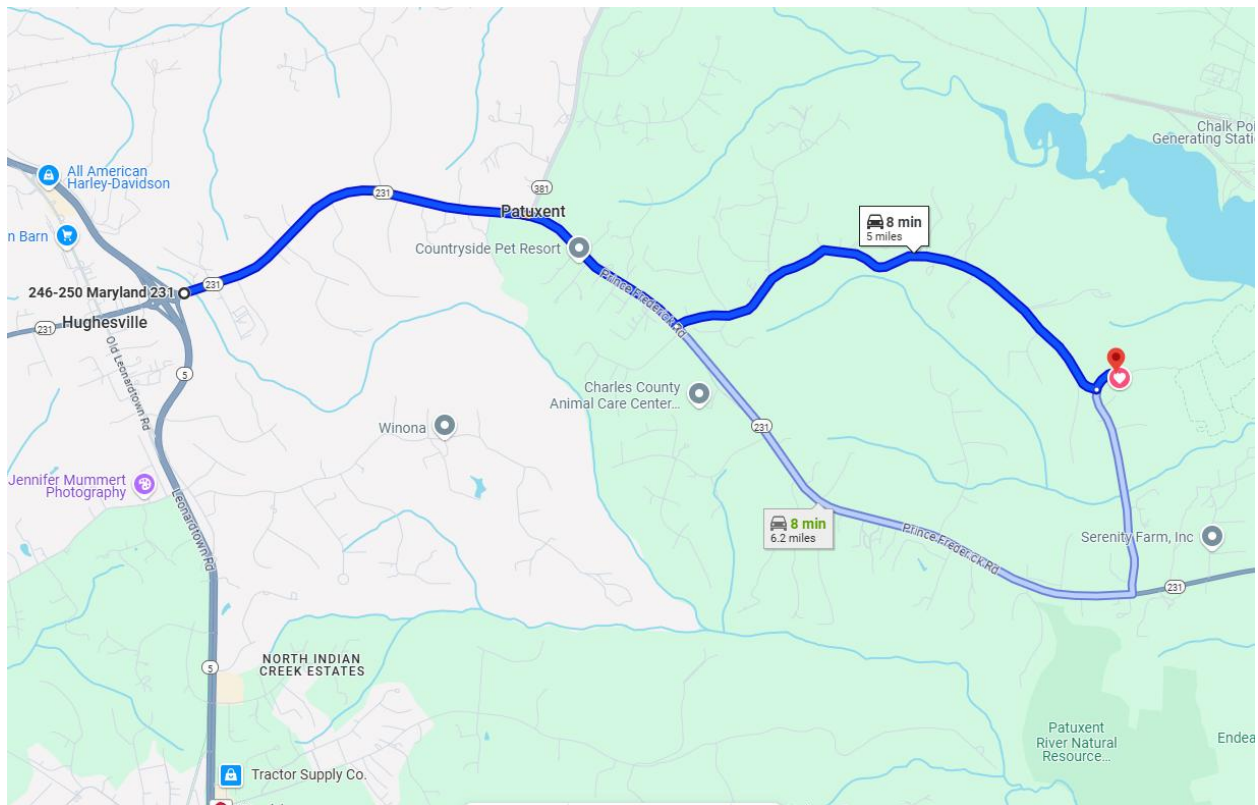 Chalk Poi
Generating Stati
All American
Harley-Davidson
n Barn
231
381
Patuxent
Countryside Pet Resort
8 min
5 miles
231
246-250 Maryland 231
Prince Frederick Rd
231
Hughesville
Old Leonardtown Rd
5
Charles County
Animal Care Center...
Winona
231
Jennifer Mummert
Photography
Leonardtown Rd
8 min
6.2 miles
Prince Frederick Rd
Serenity Farm, Inc
231
NORTH INDIAN
CREEK ESTATES
5
Patuxent
River Natural
Resource...
Endea
Tractor Supply Co.